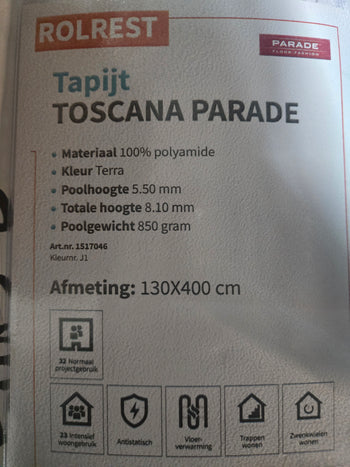 ROLREST
PARADE
FLOOR FASHION
Tapijt
TOSCANA PARADE
• Materiaal 100% polyamide
• Kleur Terra
• Poolhoogte 5.50 mm
• Totale hoogte 8.10 mm
• Poolgewicht 850 gram
Art.nr. 1517046
Kleurnr. J1
Afmeting: 130X400 cm
32 Normaal
projectgebruik
23 Intensief
woongebruik
Antistatisch
Vloer-
verwarming
Trappen
wonen
Zwenkwielen
wonen